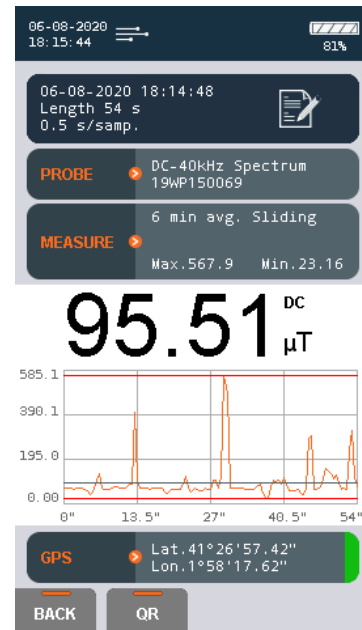 06-08-2020
18:15:44
81%
06-08-2020 18:14:48
Length 54 s
0.5 s/samp.
PROBE
DC-40kHz Spectrum
19WP150069
MEASURE
6 min avg. Sliding
Max.567.9 Min.23.16
95.51 DC µT
585.1
390.1
195.0
0.00
0" 13.5" 27" 40.5" 54"
GPS
Lat.41°26'57.42"
Lon.1°58'17.62"
BACK QR